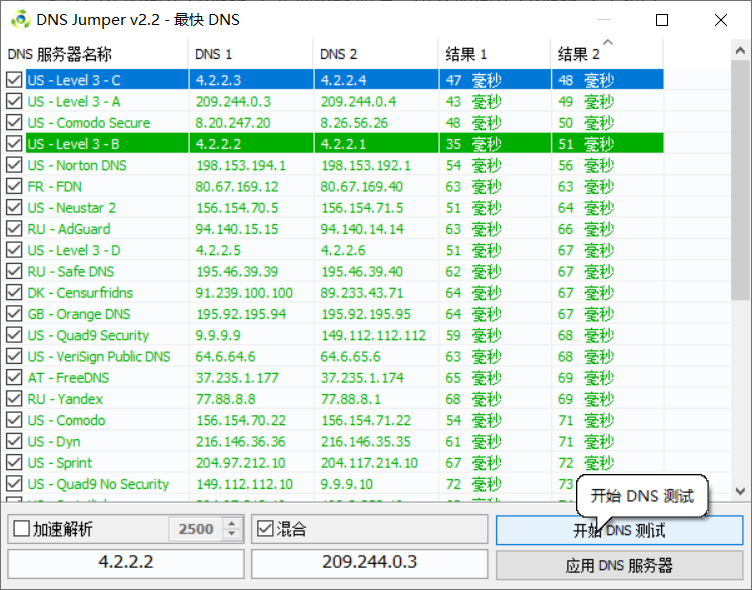 DNS Jumper v2.2 - 最快 DNS
DNS 服务器名称 DNS 1 DNS 2 结果 1 结果 2
US - Level 3 - C 4.2.2.3 4.2.2.4 47 毫秒 48 毫秒
US - Level 3 - A 209.244.0.3 209.244.0.4 43 毫秒 49 毫秒
US - Comodo Secure 8.20.247.20 8.26.56.26 48 毫秒 50 毫秒
US - Level 3 - B 4.2.2.2 4.2.2.1 35 毫秒 51 毫秒
US - Norton DNS 198.153.194.1 198.153.192.1 54 毫秒 56 毫秒
FR - FDN 80.67.169.12 80.67.169.40 63 毫秒 63 毫秒
US - Neustar 2 156.154.70.5 156.154.71.5 51 毫秒 64 毫秒
RU - AdGuard 94.140.15.15 94.140.14.14 63 毫秒 66 毫秒
US - Level 3 - D 4.2.2.5 4.2.2.6 51 毫秒 67 毫秒
RU - Safe DNS 195.46.39.39 195.46.39.40 62 毫秒 67 毫秒
DK - Censurfridns 91.239.100.100 89.233.43.71 64 毫秒 67 毫秒
GB - Orange DNS 195.92.195.94 195.92.195.95 64 毫秒 67 毫秒
US - Quad9 Security 9.9.9.9 149.112.112.112 59 毫秒 68 毫秒
US - VeriSign Public DNS 64.6.64.6 64.6.65.6 63 毫秒 68 毫秒
AT - FreeDNS 37.235.1.177 37.235.1.174 65 毫秒 69 毫秒
RU - Yandex 77.88.8.8 77.88.8.1 68 毫秒 69 毫秒
US - Comodo 156.154.70.22 156.154.71.22 54 毫秒 71 毫秒
US - Dyn 216.146.36.36 216.146.35.35 61 毫秒 71 毫秒
US - Sprint 204.97.212.10 204.117.214.10 67 毫秒 72 毫秒
US - Quad9 No Security 149.112.112.10 9.9.9.10 72 毫秒 73
开始 DNS 测试
加速解析 2500 混合 开始 DNS 测试
4.2.2.2 209.244.0.3 应用 DNS 服务器